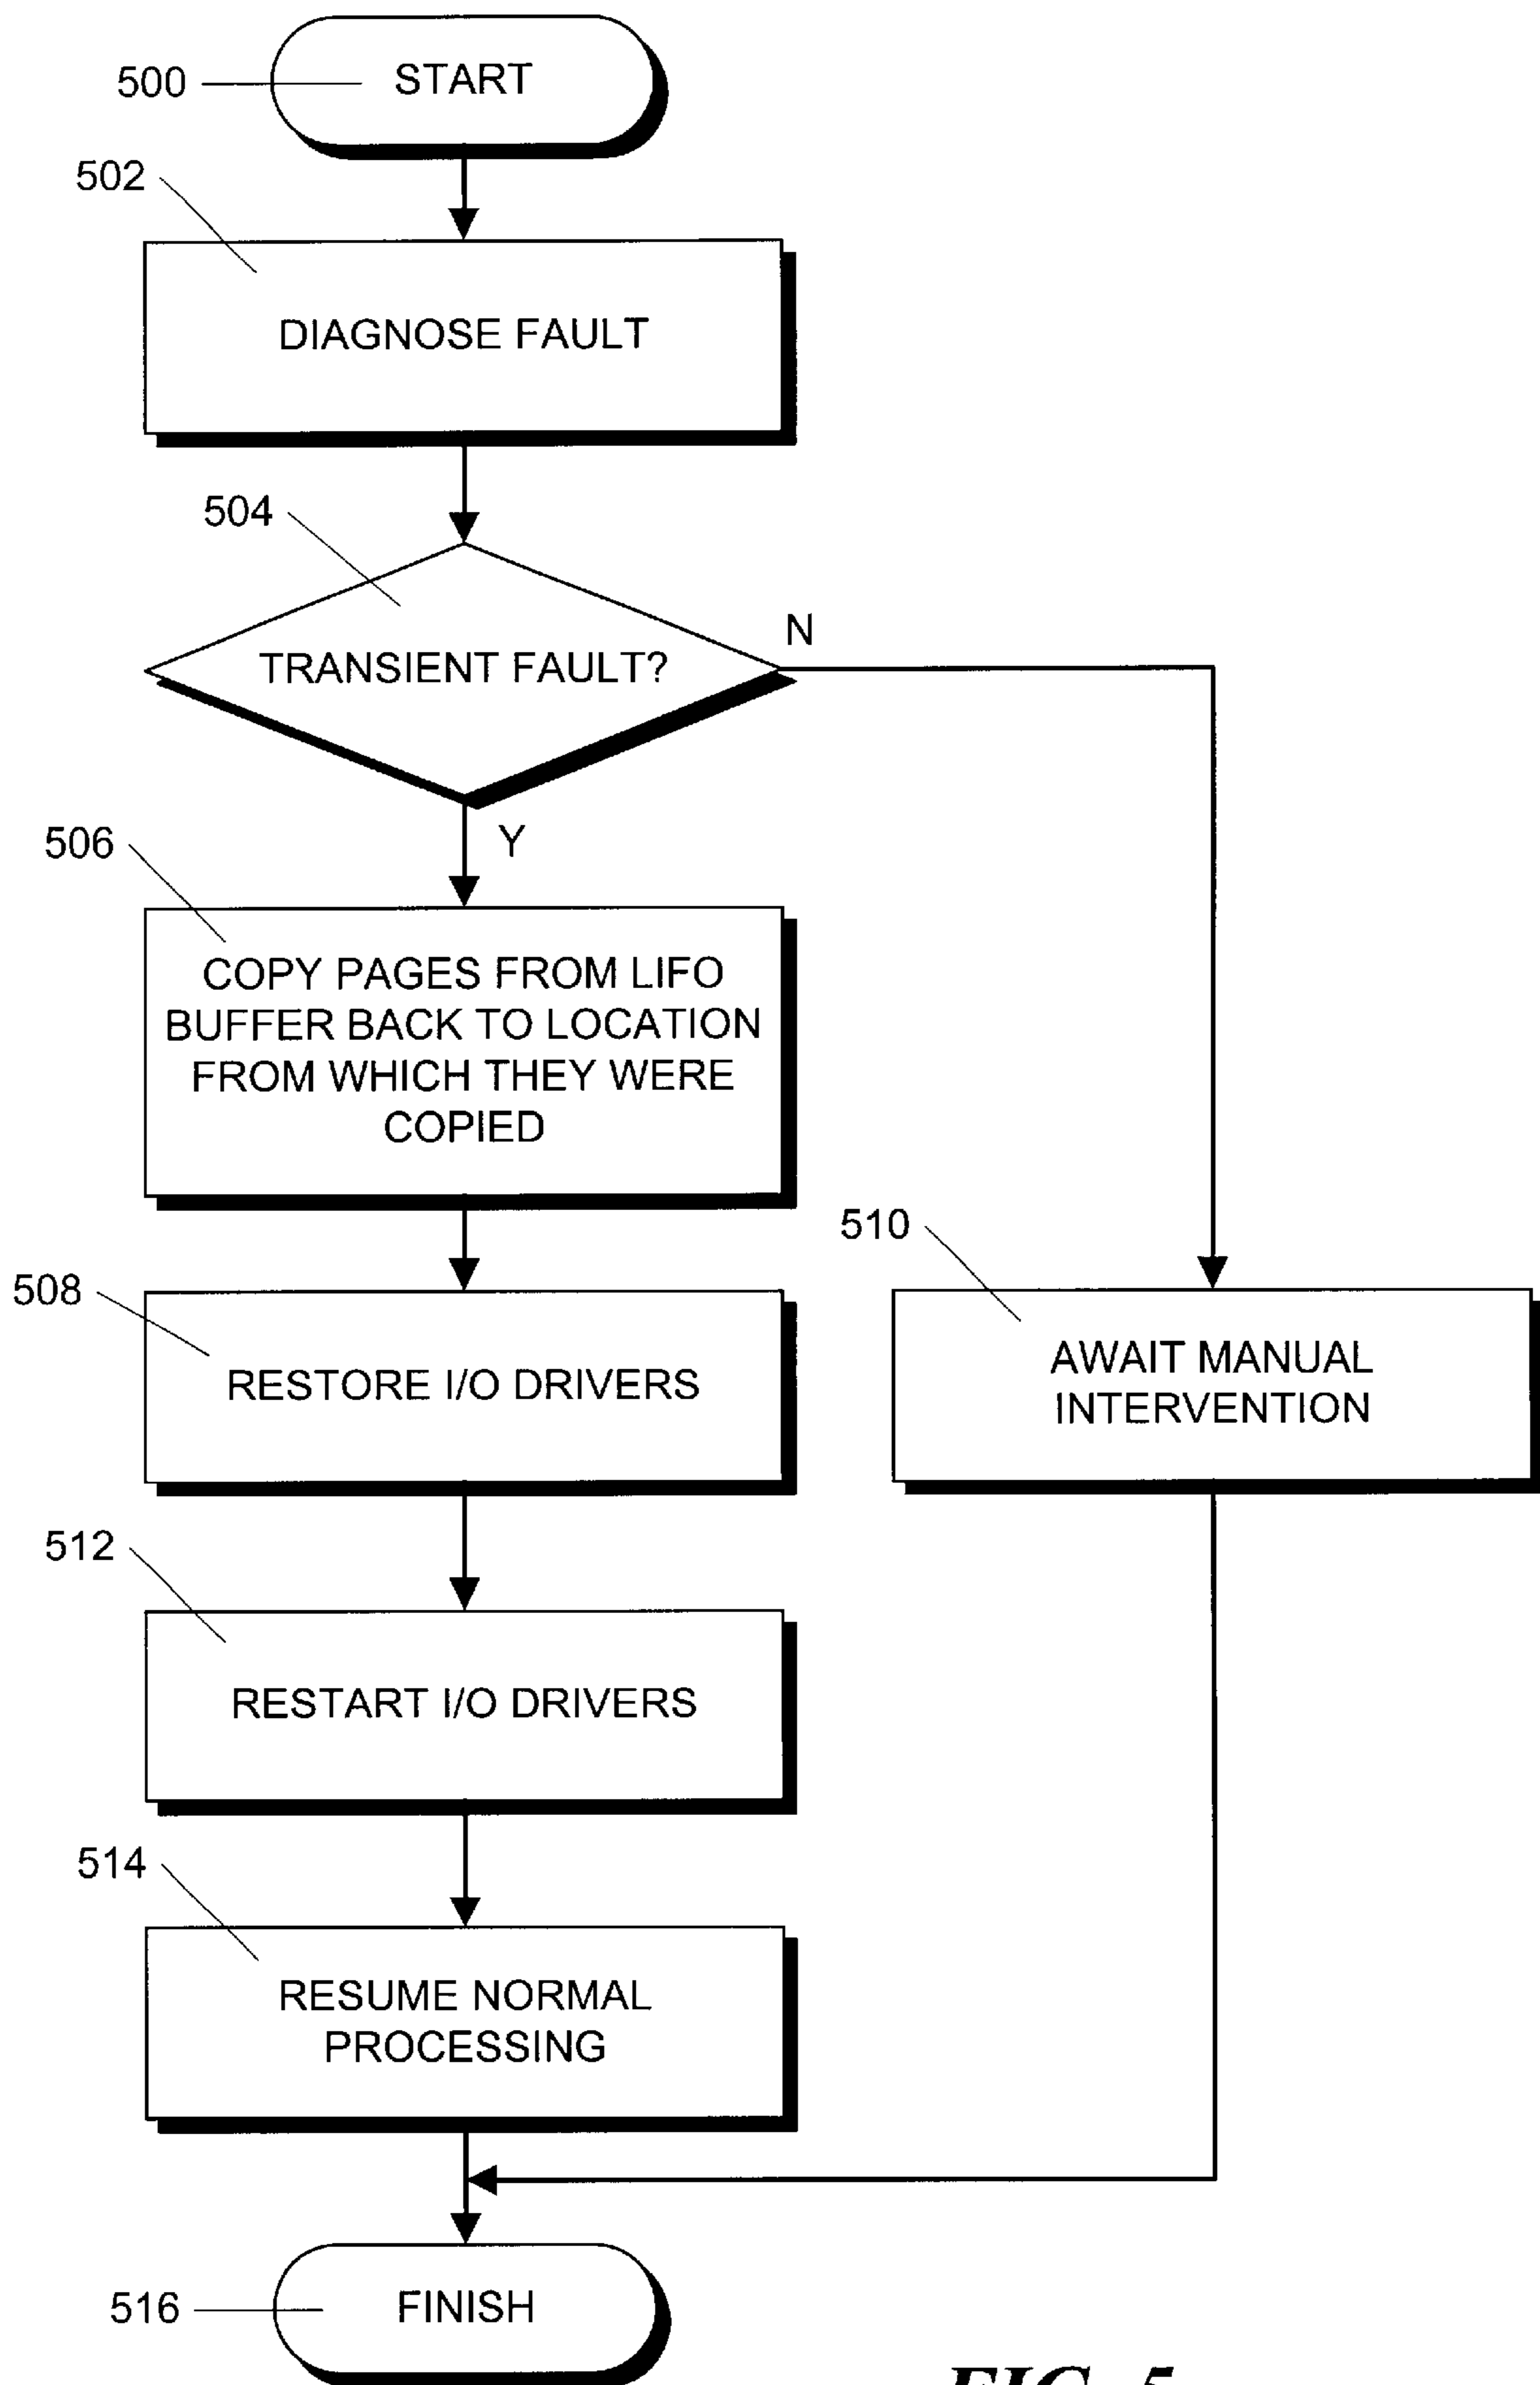 500
START
502
DIAGNOSE FAULT
504
TRANSIENT FAULT?
N
Y
506
COPY PAGES FROM LIFO
BUFFER BACK TO LOCATION
FROM WHICH THEY WERE
COPIED
508
RESTORE I/O DRIVERS
510
AWAIT MANUAL
INTERVENTION
512
RESTART I/O DRIVERS
514
RESUME NORMAL
PROCESSING
516
FINISH
FIG. 5